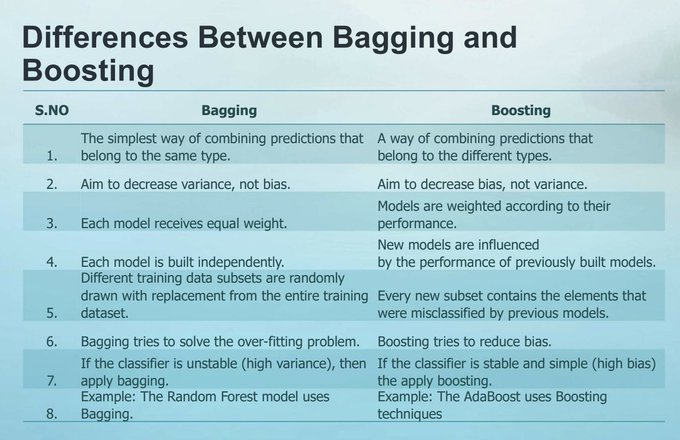 Differences Between Bagging and
Boosting
S.NO Bagging Boosting
1. The simplest way of combining predictions that
belong to the same type.
A way of combining predictions that
belong to the different types.
2. Aim to decrease variance, not bias. Aim to decrease bias, not variance.
3. Each model receives equal weight.
Models are weighted according to their
performance.
4. Each model is built independently.
New models are influenced
by the performance of previously built models.
5. Different training data subsets are randomly
drawn with replacement from the entire training
dataset.
Every new subset contains the elements that
were misclassified by previous models.
6. Bagging tries to solve the over-fitting problem. Boosting tries to reduce bias.
7. If the classifier is unstable (high variance), then
apply bagging.
If the classifier is stable and simple (high bias)
the apply boosting.
8. Example: The Random Forest model uses
Bagging.
Example: The AdaBoost uses Boosting
techniques